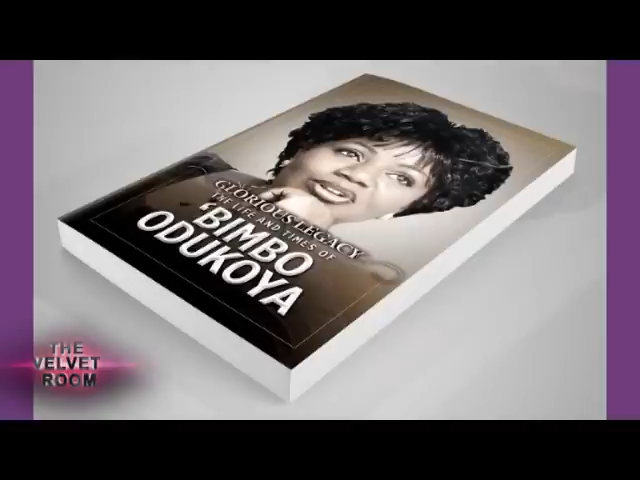 GLORIOUS LEGACY
THE LIFE AND TIMES OF
'BIMBO
ODUKOYA
THE
VELVET
ROOM